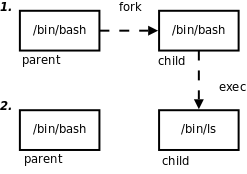 1.
fork
/bin/bash
/bin/bash
parent
child
exec
2.
/bin/bash
/bin/ls
parent
child